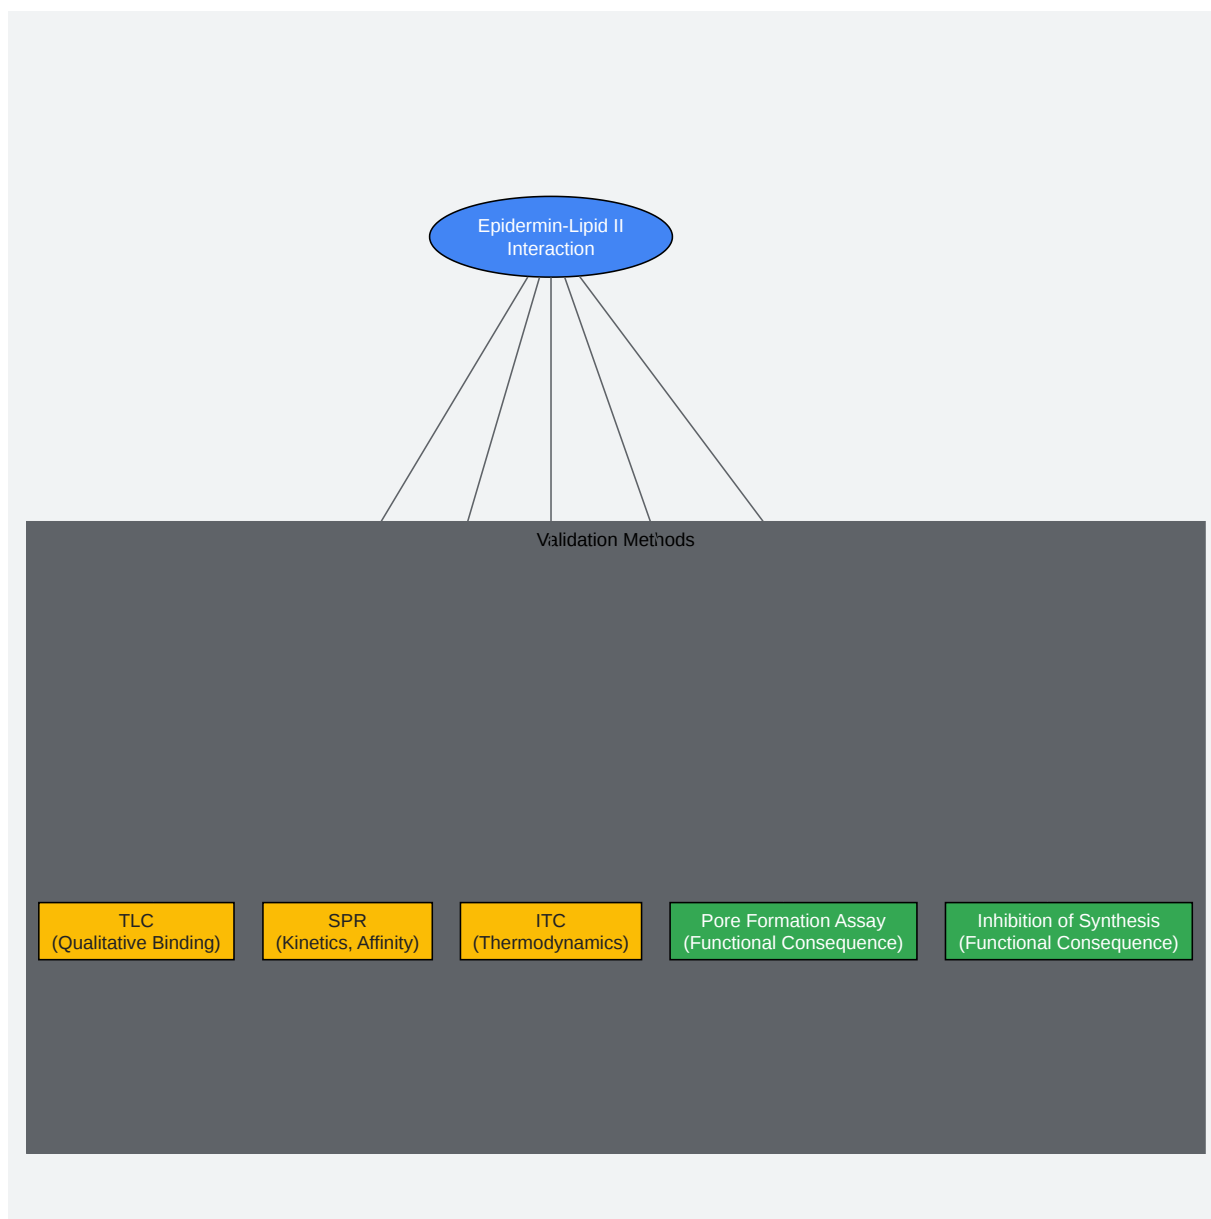 Epidermin-Lipid II
Interaction
Validation Methods
TLC
(Qualitative Binding)
SPR
(Kinetics, Affinity)
ITC
(Thermodynamics)
Pore Formation Assay
(Functional Consequence)
Inhibition of Synthesis
(Functional Consequence)